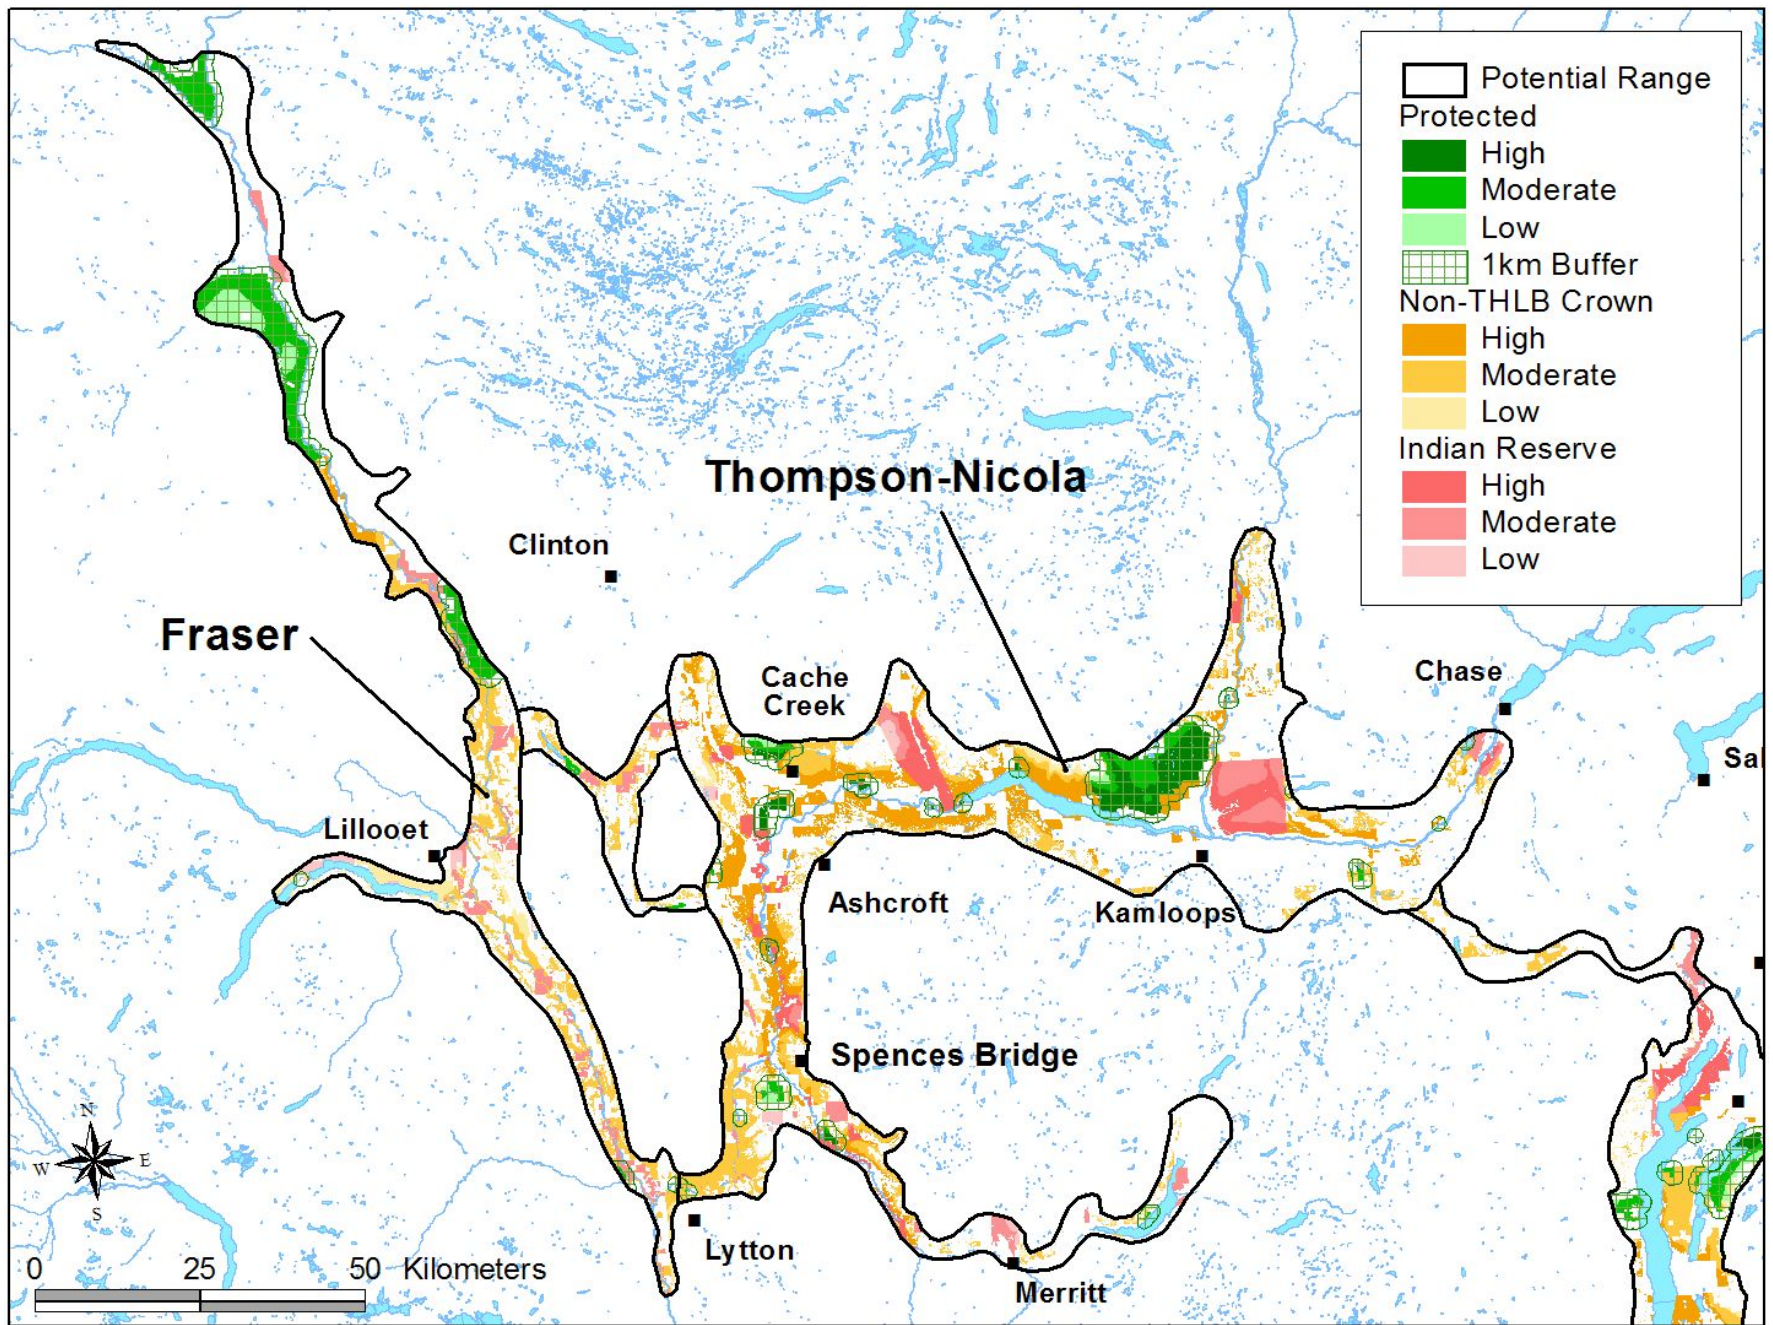 Potential Range
Protected
High
Moderate
Low
1km Buffer
Non-THLB Crown
High
Moderate
Low
Indian Reserve
High
Moderate
Low
Thompson-Nicola
Clinton
Fraser
Cache
Creek
Chase
Sal
Lillooet
Ashcroft
Kamloops
Spences Bridge
Lytton
Merritt
N
W
E
S
0 25 50 Kilometers